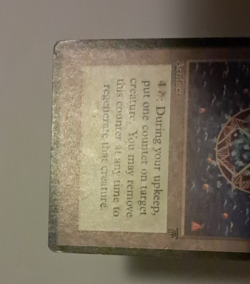 Artifact
4: During your upkeep,
put one counter on target
creature. You may remove
this counter at any time to
regenerate that creature.